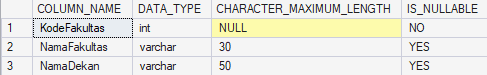 COLUMN_NAME DATA_TYPE CHARACTER_MAXIMUM_LENGTH IS_NULLABLE
1 KodeFakultas int NULL NO
2 NamaFakultas varchar 30 YES
3 NamaDekan varchar 50 YES